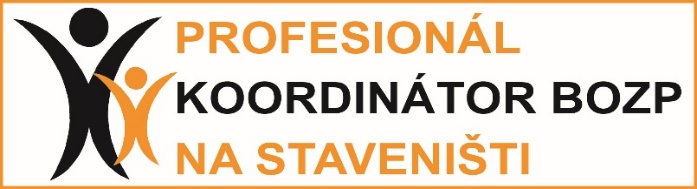 PROFESIONÁL
KOORDINÁTOR BOZP
NA STAVENIŠTI